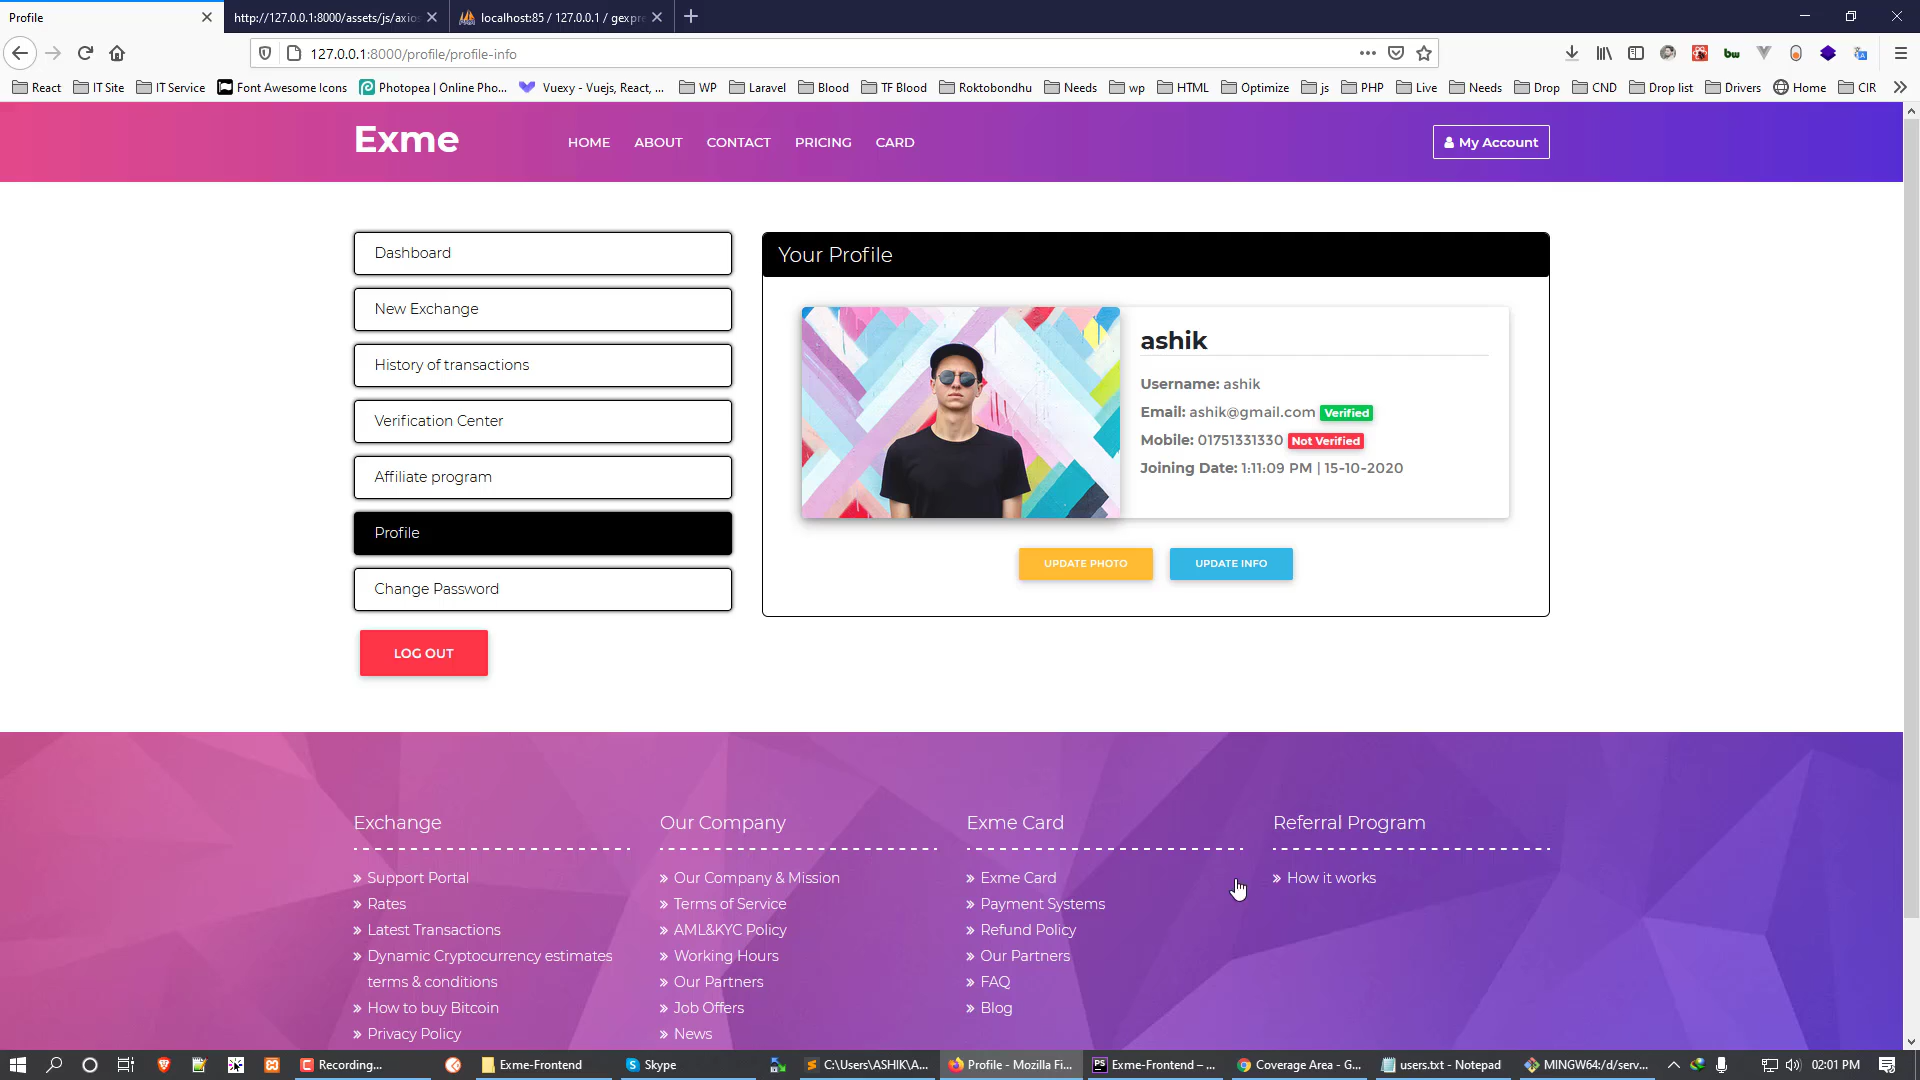 Profile
http://127.0.0.1:8000/assets/js/axios
localhost:85 / 127.0.0.1 / gexpre
127.0.0.1:8000/profile/profile-info
React
IT Site
IT Service
Font Awesome Icons
Photopea | Online Pho...
Vuexy - Vuejs, React, ...
WP
Laravel
Blood
TF Blood
Roktobondhu
Needs
wp
HTML
Optimize
js
PHP
Live
Needs
Drop
CND
Drop list
Drivers
Home
CIR
Exme
HOME
ABOUT
CONTACT
PRICING
CARD
My Account
Dashboard
New Exchange
History of transactions
Verification Center
Affiliate program
Profile
Change Password
LOG OUT
Your Profile
ashik
Username: ashik
Email: ashik@gmail.com Verified
Mobile: 01751331330 Not Verified
Joining Date: 1:11:09 PM | 15-10-2020
UPDATE PHOTO
UPDATE INFO
Exchange
Support Portal
Rates
Latest Transactions
Dynamic Cryptocurrency estimates
terms & conditions
How to buy Bitcoin
Privacy Policy
Our Company
Our Company & Mission
Terms of Service
AML&KYC Policy
Working Hours
Our Partners
Job Offers
News
Exme Card
Exme Card
Payment Systems
Refund Policy
Our Partners
FAQ
Blog
Referral Program
How it works
Recording...
Exme-Frontend
Skype
C:\Users\ASHIK\A...
Profile - Mozilla Fi...
Exme-Frontend – ...
Coverage Area - G...
users.txt - Notepad
MINGW64:/d/serv...
02:01 PM